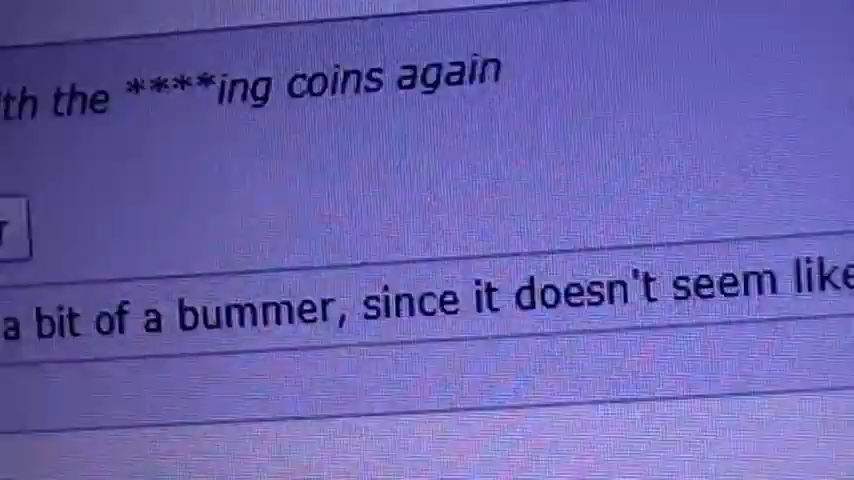 th the ****ing coins again
a bit of a bummer, since it doesn't seem like